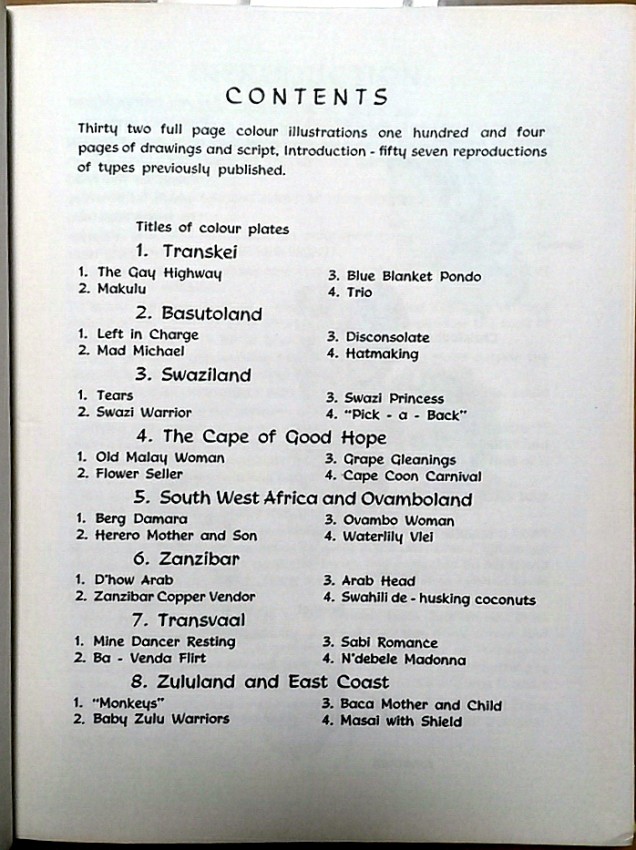 CONTENTS
Thirty two full page colour illustrations one hundred and four
pages of drawings and script, Introduction - fifty seven reproductions
of types previously published.
Titles of colour plates
1. Transkei
1. The Gay Highway 3. Blue Blanket Pondo
2. Makulu 4. Trio
2. Basutoland
1. Left in Charge 3. Disconsolate
2. Mad Michael 4. Hatmaking
3. Swaziland
1. Tears 3. Swazi Princess
2. Swazi Warrior 4. "Pick - a - Back"
4. The Cape of Good Hope
1. Old Malay Woman 3. Grape Gleanings
2. Flower Seller 4. Cape Coon Carnival
5. South West Africa and Ovamboland
1. Berg Damara 3. Ovambo Woman
2. Herero Mother and Son 4. Waterlily Vlei
6. Zanzibar
1. D'how Arab 3. Arab Head
2. Zanzibar Copper Vendor 4. Swahili de - husking coconuts
7. Transvaal
1. Mine Dancer Resting 3. Sabi Romance
2. Ba - Venda Flirt 4. N'debele Madonna
8. Zululand and East Coast
1. "Monkeys" 3. Baca Mother and Child
2. Baby Zulu Warriors 4. Masai with Shield